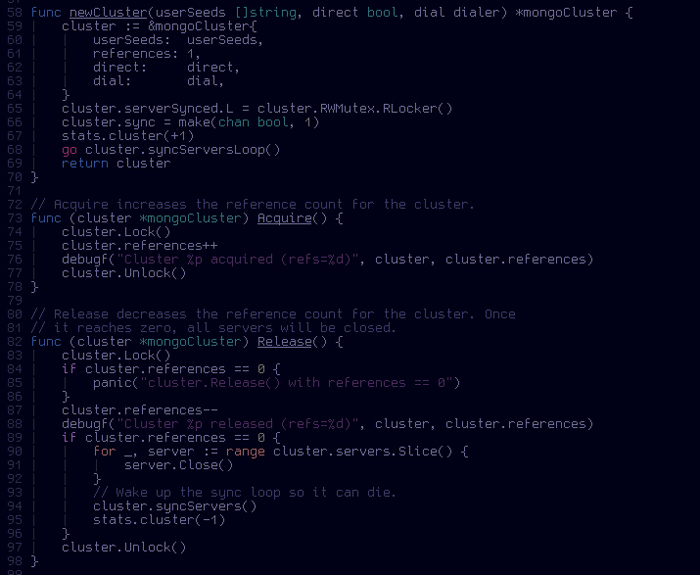 58 func newCluster(userSeeds []string, direct bool, dial dialer) *mongoCluster {
59     cluster := &mongoCluster{
60         userSeeds:  userSeeds,
61         references: 1,
62         direct:     direct,
63         dial:       dial,
64     }
65     cluster.serverSynced.L = cluster.RWMutex.RLocker()
66     cluster.sync = make(chan bool, 1)
67     stats.cluster(+1)
68     go cluster.syncServersLoop()
69     return cluster
70 }
71
72 // Acquire increases the reference count for the cluster.
73 func (cluster *mongoCluster) Acquire() {
74     cluster.Lock()
75     cluster.references++
76     debugf("Cluster %p acquired (refs=%d)", cluster, cluster.references)
77     cluster.Unlock()
78 }
79
80 // Release decreases the reference count for the cluster. Once
81 // it reaches zero, all servers will be closed.
82 func (cluster *mongoCluster) Release() {
83     cluster.Lock()
84     if cluster.references == 0 {
85         panic("cluster.Release() with references == 0")
86     }
87     cluster.references--
88     debugf("Cluster %p released (refs=%d)", cluster, cluster.references)
89     if cluster.references == 0 {
90         for _, server := range cluster.servers.Slice() {
91             server.Close()
92         }
93         // Wake up the sync loop so it can die.
94         cluster.syncServers()
95         stats.cluster(-1)
96     }
97     cluster.Unlock()
98 }